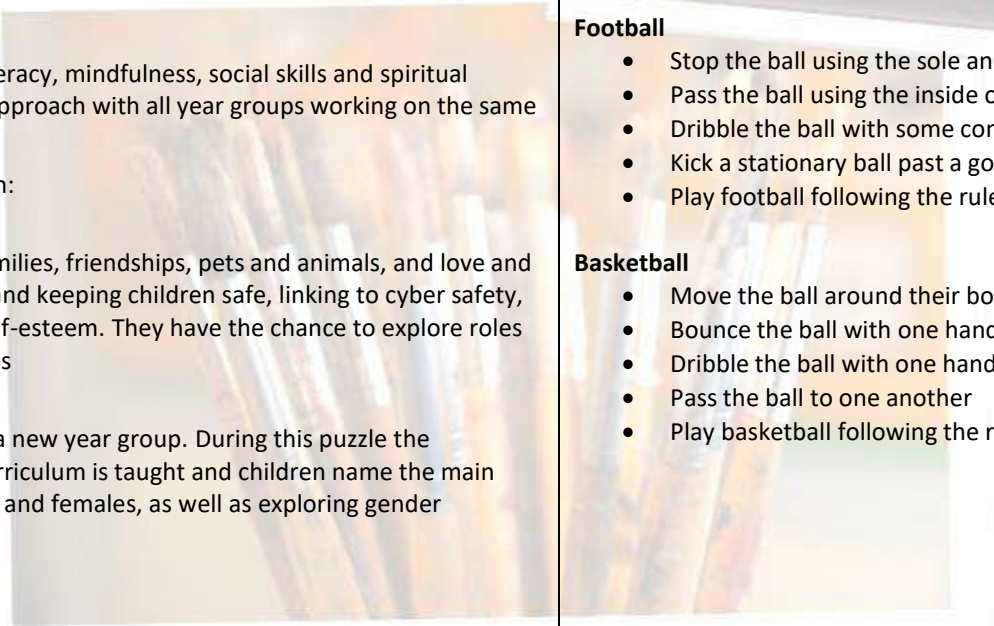 eracy, mindfulness, social skills and spiritual
pproach with all year groups working on the same
n:
milies, friendships, pets and animals, and love and
and keeping children safe, linking to cyber safety,
f-esteem. They have the chance to explore roles
s
a new year group. During this puzzle the
rriculum is taught and children name the main
and females, as well as exploring gender
Football
• Stop the ball using the sole an
• Pass the ball using the inside o
• Dribble the ball with some con
• Kick a stationary ball past a go
• Play football following the rule
Basketball
• Move the ball around their bo
• Bounce the ball with one hand
• Dribble the ball with one hand
• Pass the ball to one another
• Play basketball following the r